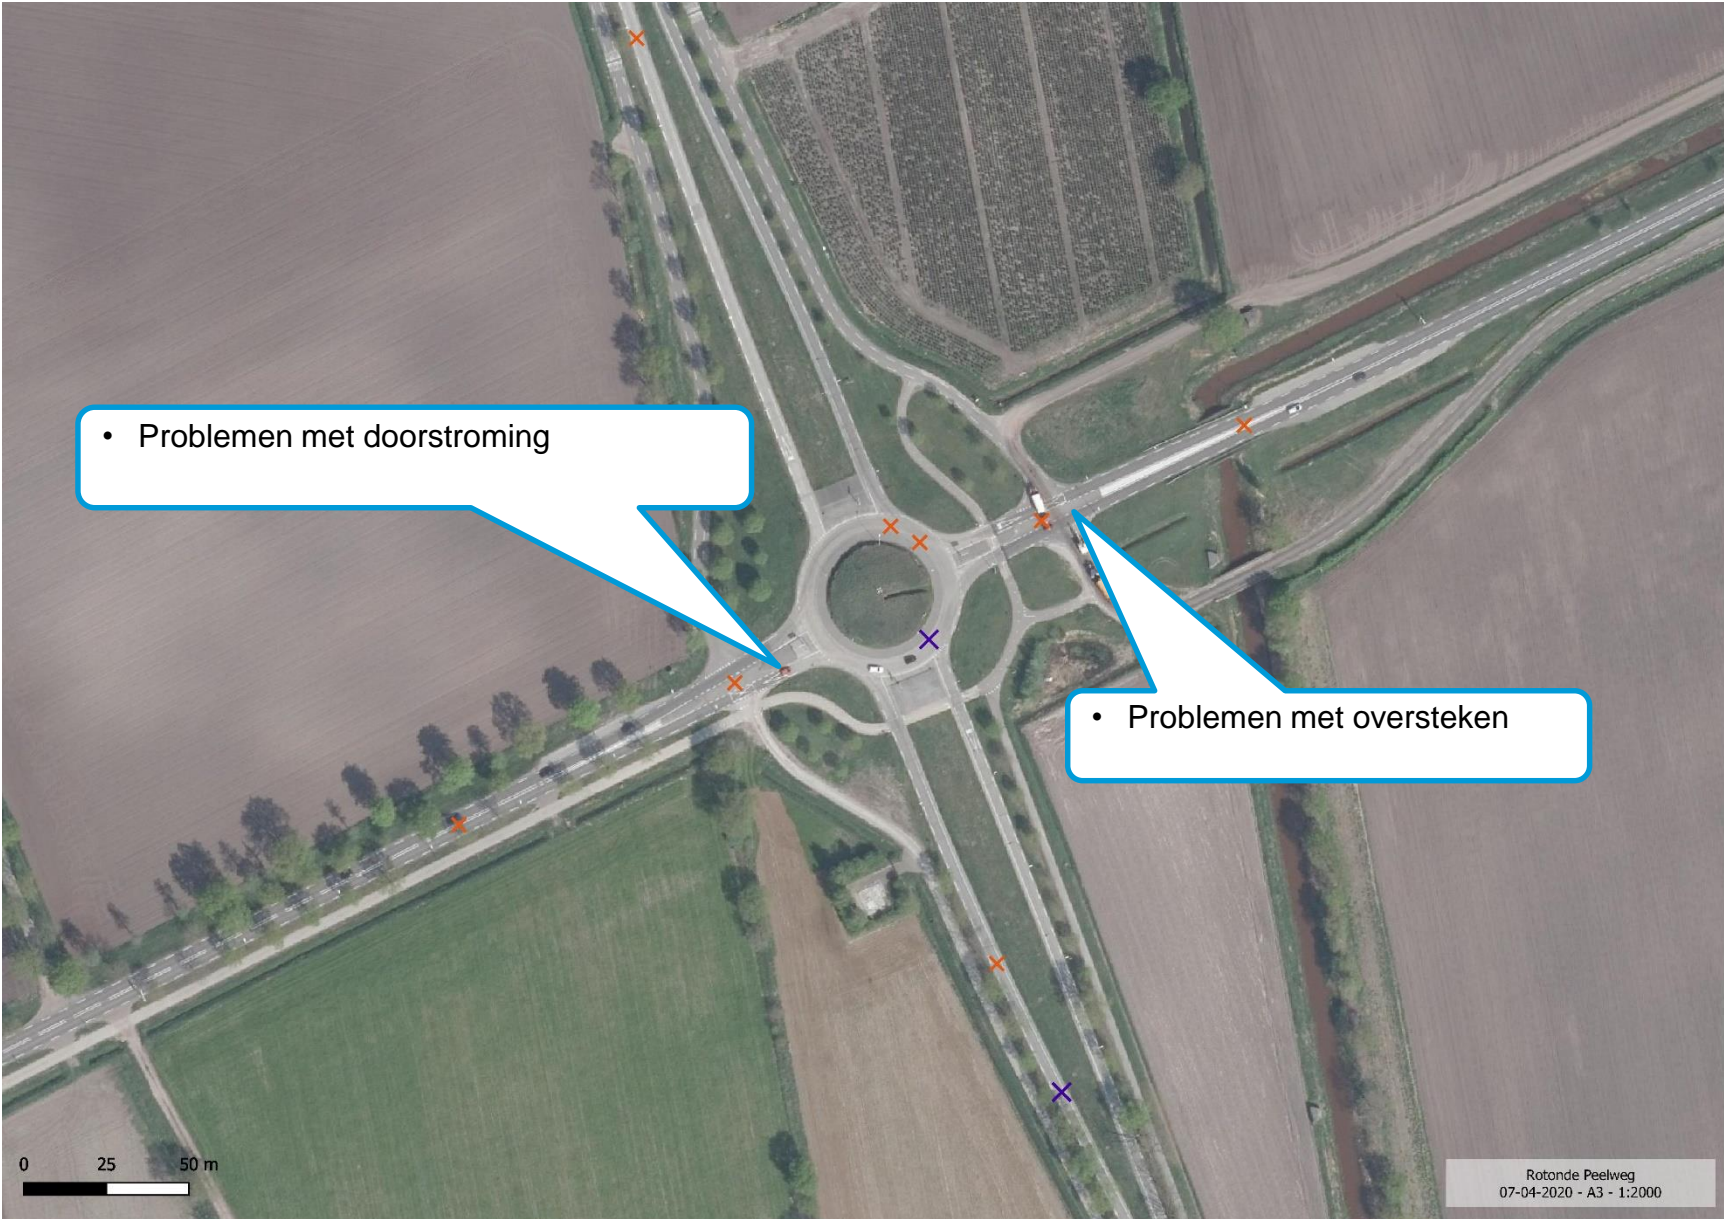 • Problemen met doorstroming
• Problemen met oversteken
0 25 50 m
Rotonde Peelweg
07-04-2020 - A3 - 1:2000